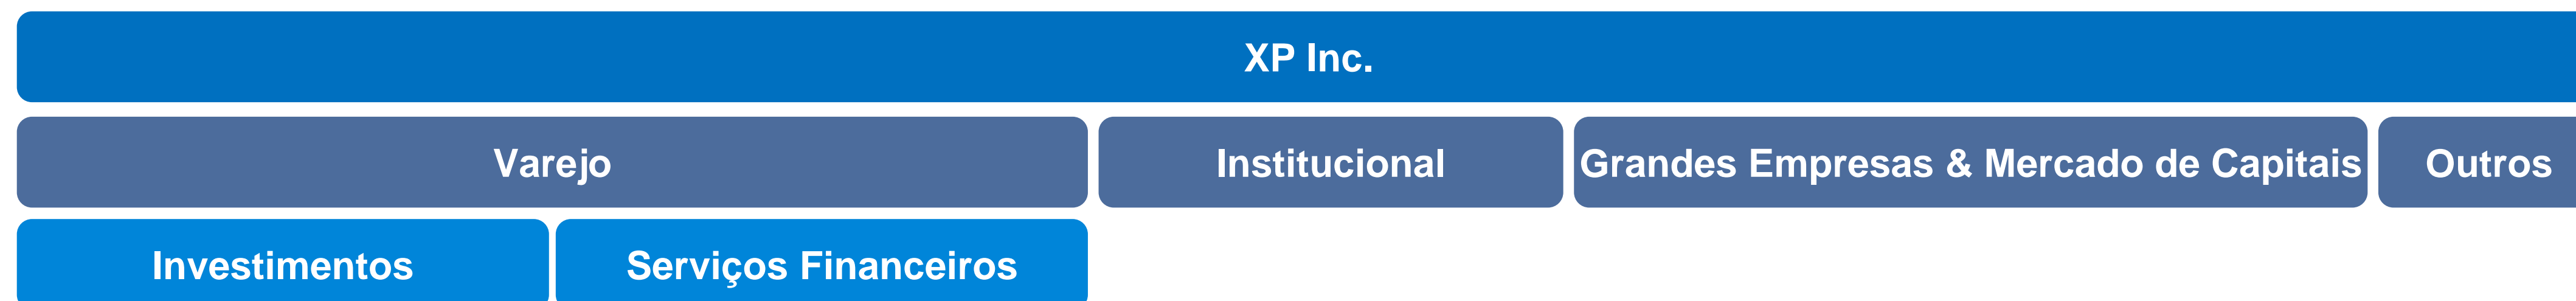 XP Inc.
Varejo Institucional Grandes Empresas & Mercado de Capitais Outros
Investimentos Serviços Financeiros